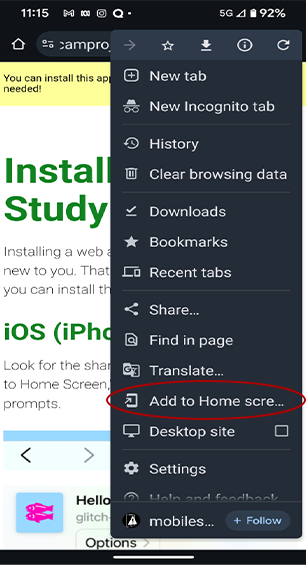 11:15
5G 92%
camproj
You can install this app
needed!
New tab
New Incognito tab
History
Clear browsing data
Install
Study
Downloads
Bookmarks
Installing a web a
new to you. That
you can install th
Recent tabs
Share...
Find in page
iOS (iPho
Translate...
Look for the shar
to Home Screen,
prompts.
Add to Home scre...
Desktop site
Settings
Help and feedback
Hello
glitch-
Options
mobiles...
+ Follow